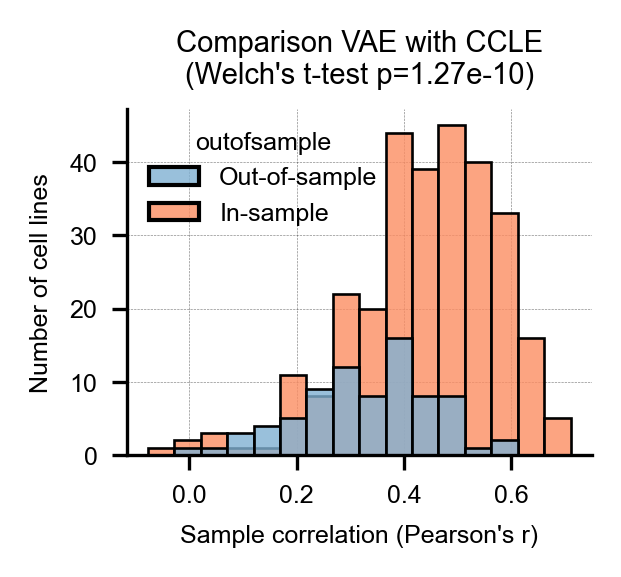 Comparison VAE with CCLE
(Welch's t-test p=1.27e-10)
outofsample
Out-of-sample
In-sample
Number of cell lines
40
30
20
10
0
0.0 0.2 0.4 0.6
Sample correlation (Pearson's r)